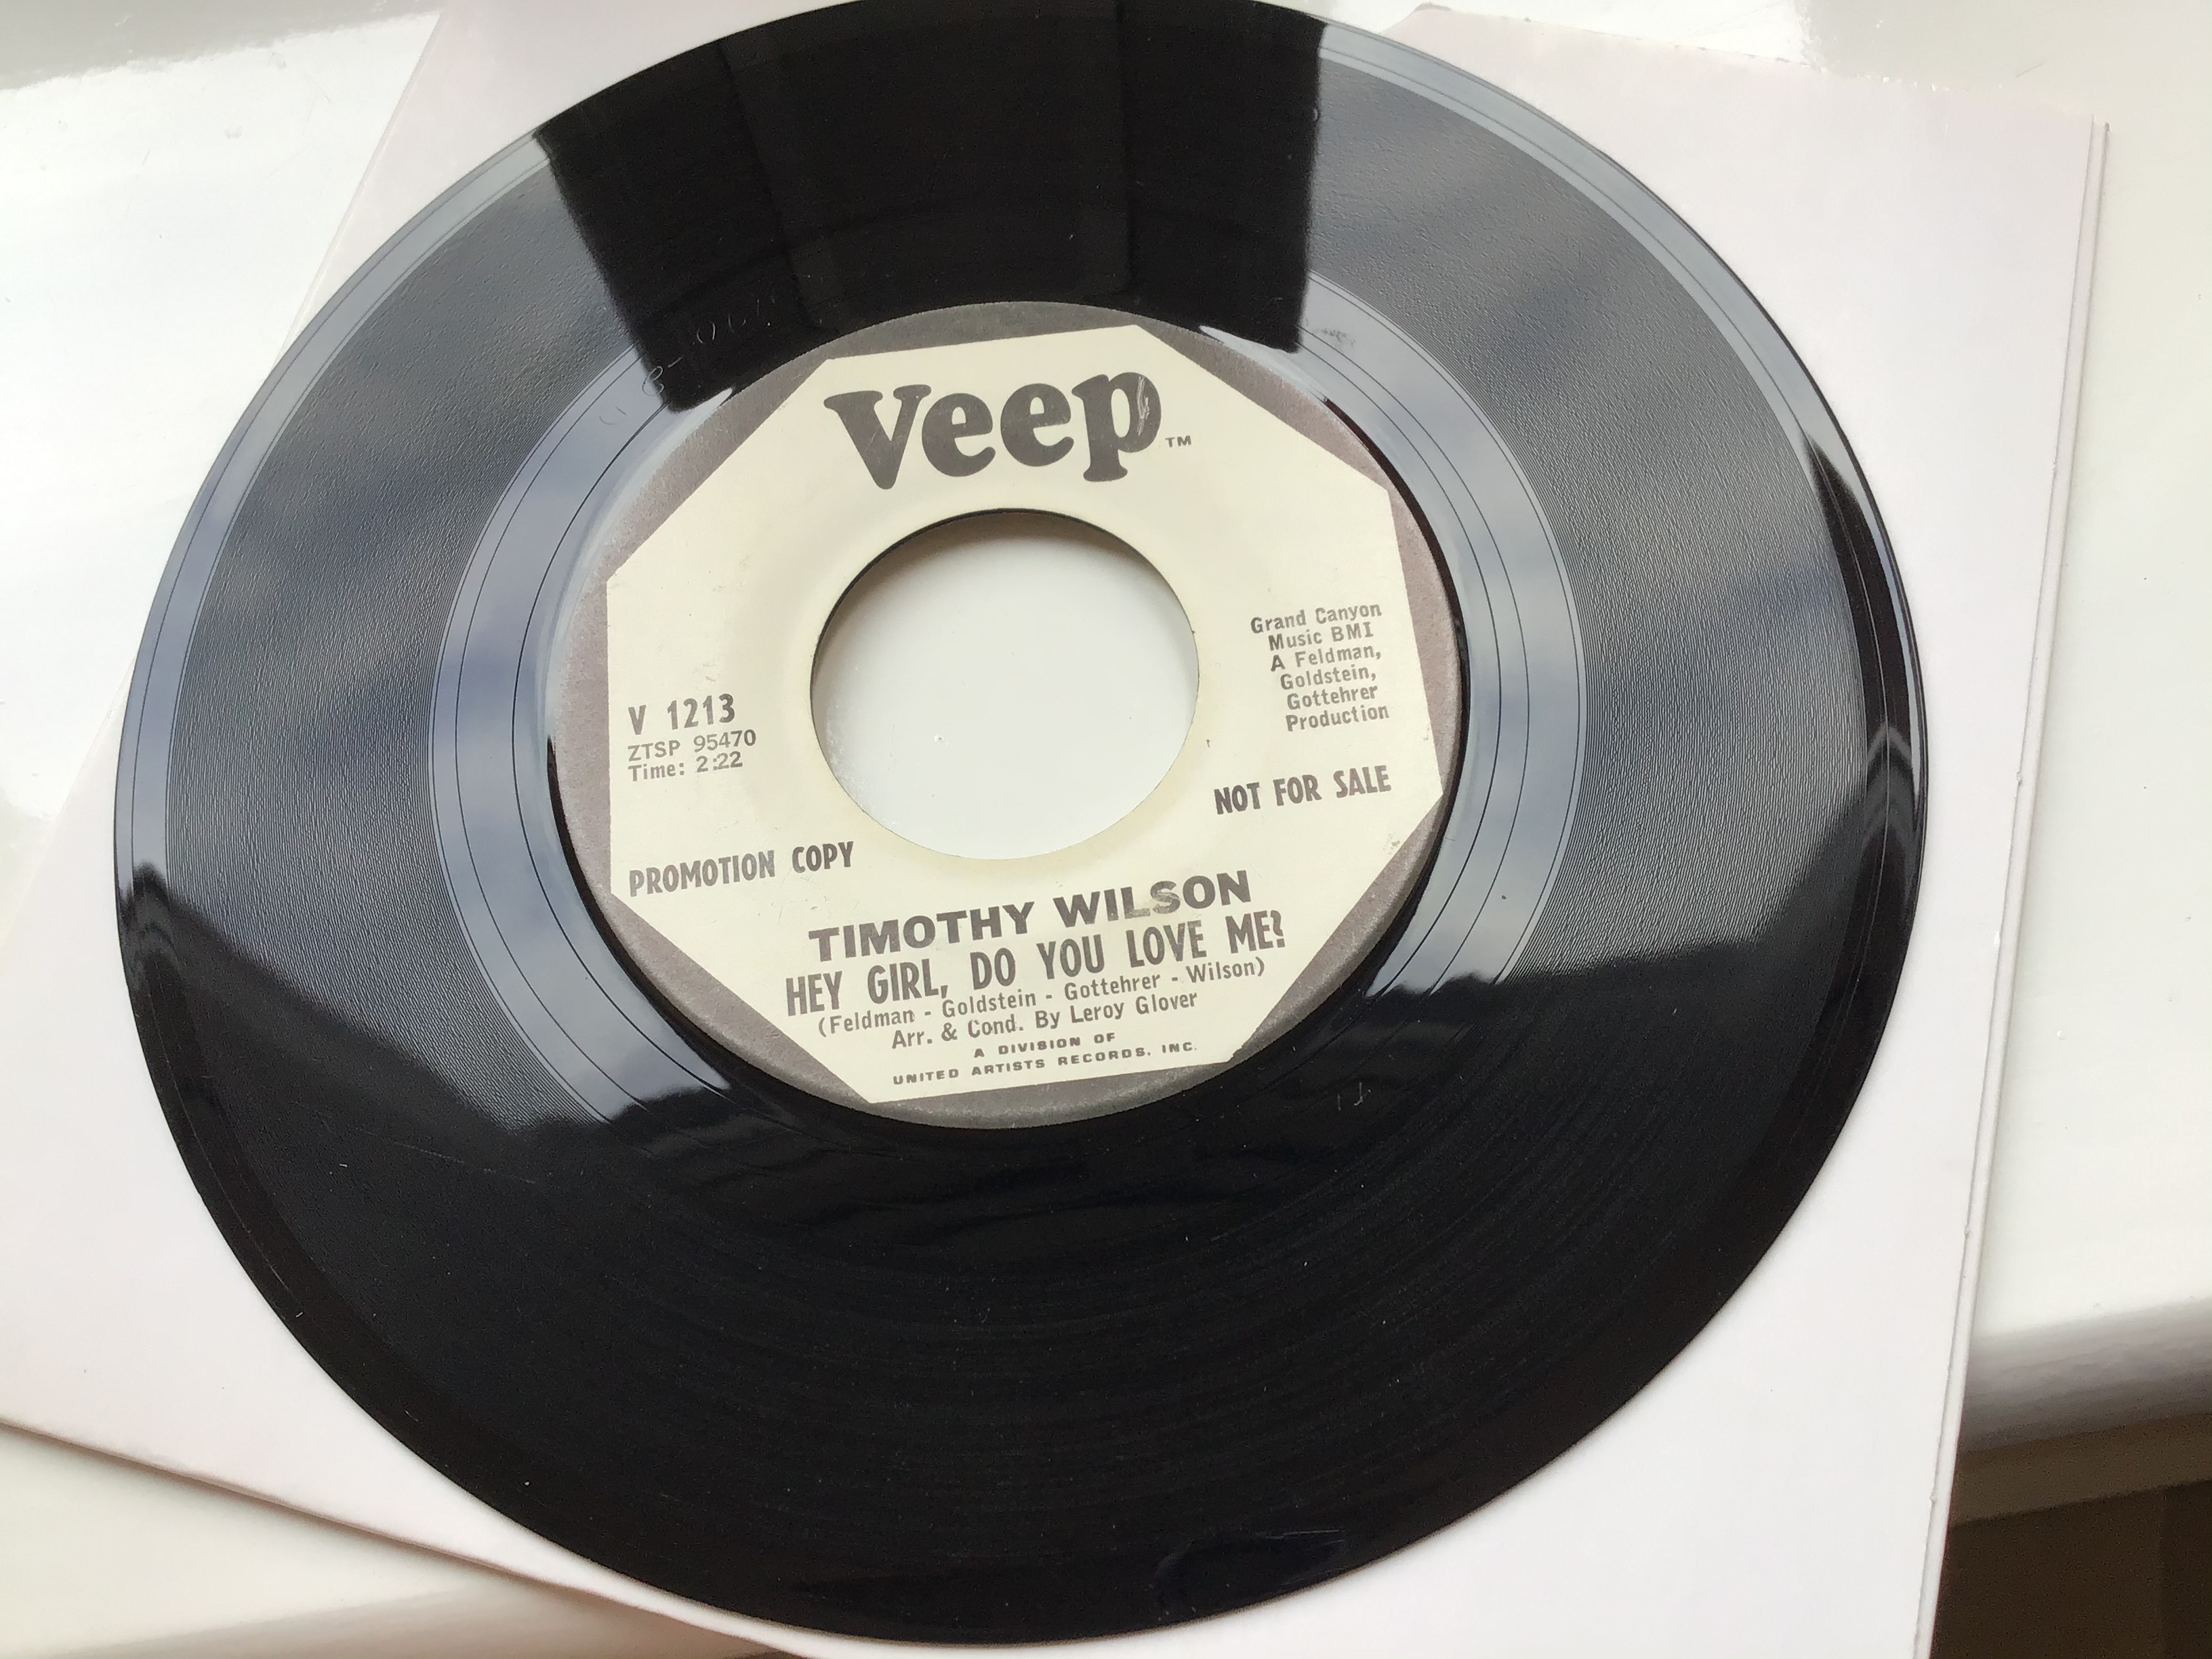 Veep™
Grand Canyon
Music BMI
A Feldman,
Goldstein,
Gottehrer
Production
V 1213
ZTSP 95470
Time: 2:22
NOT FOR SALE
PROMOTION COPY
TIMOTHY WILSON
HEY GIRL, DO YOU LOVE ME?
(Feldman - Goldstein - Gottehrer - Wilson)
Arr. & Cond. By Leroy Glover
A DIVISION OF
UNITED ARTISTS RECORDS, INC.